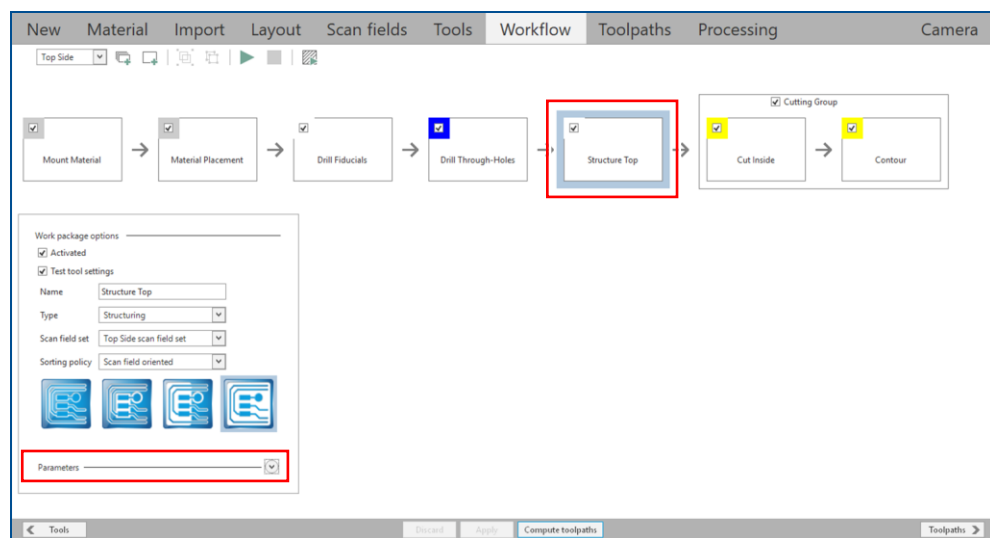 New Material Import Layout Scan fields Tools Workflow Toolpaths Processing Camera
Top Side
Cutting Group
Mount Material Material Placement Drill Fiducials Drill Through-Holes Structure Top Cut Inside Contour
Work package options
Activated
Test tool settings
Name Structure Top
Type Structuring
Scan field set Top Side scan field set
Sorting policy Scan field oriented
Parameters
Tools Discard Apply Compute toolpaths Toolpaths